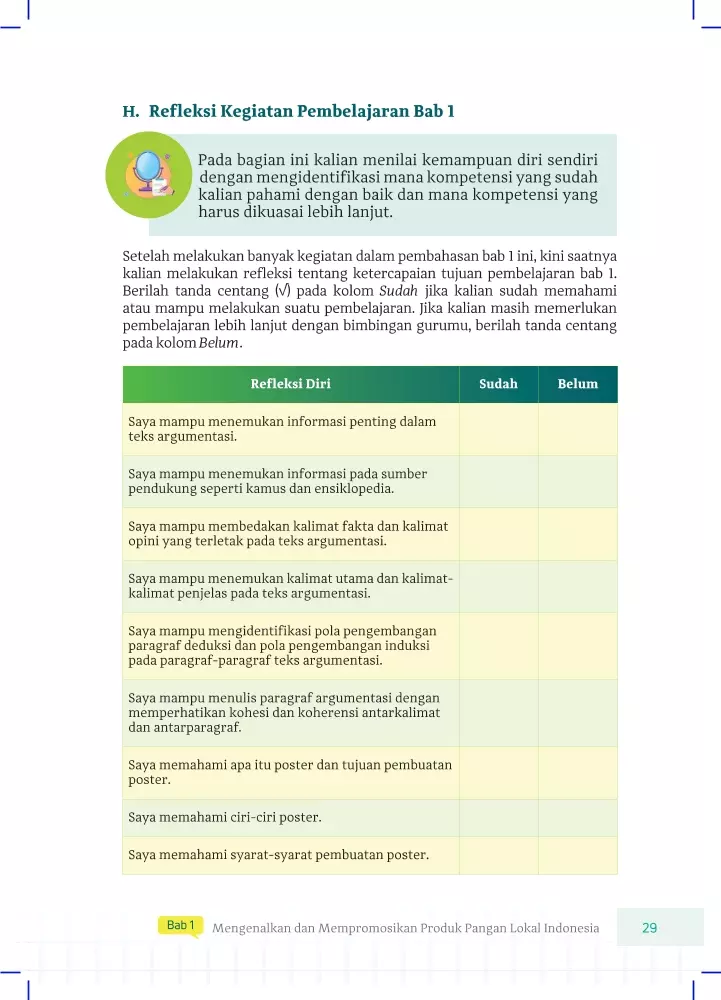 H. Refleksi Kegiatan Pembelajaran Bab 1
Pada bagian ini kalian menilai kemampuan diri sendiri
dengan mengidentifikasi mana kompetensi yang sudah
kalian pahami dengan baik dan mana kompetensi yang
harus dikuasai lebih lanjut.
Setelah melakukan banyak kegiatan dalam pembahasan bab 1 ini, kini saatnya
kalian melakukan refleksi tentang ketercapaian tujuan pembelajaran bab 1.
Berilah tanda centang (√) pada kolom Sudah jika kalian sudah memahami
atau mampu melakukan suatu pembelajaran. Jika kalian masih memerlukan
pembelajaran lebih lanjut dengan bimbingan gurumu, berilah tanda centang
pada kolom Belum.
Refleksi Diri Sudah Belum
Saya mampu menemukan informasi penting dalam
teks argumentasi.
Saya mampu menemukan informasi pada sumber
pendukung seperti kamus dan ensiklopedia.
Saya mampu membedakan kalimat fakta dan kalimat
opini yang terletak pada teks argumentasi.
Saya mampu menemukan kalimat utama dan kalimat-
kalimat penjelas pada teks argumentasi.
Saya mampu mengidentifikasi pola pengembangan
paragraf deduksi dan pola pengembangan induksi
pada paragraf-paragraf teks argumentasi.
Saya mampu menulis paragraf argumentasi dengan
memperhatikan kohesi dan koherensi antarkalimat
dan antarparagraf.
Saya memahami apa itu poster dan tujuan pembuatan
poster.
Saya memahami ciri-ciri poster.
Saya memahami syarat-syarat pembuatan poster.
Bab 1 Mengenalkan dan Mempromosikan Produk Pangan Lokal Indonesia 29